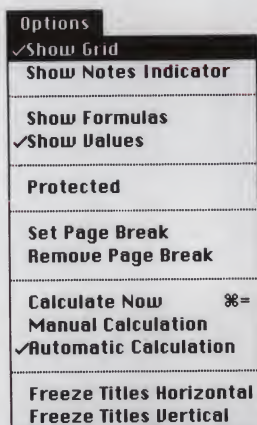 Options
✓Show Grid
Show Notes Indicator
Show Formulas
✓Show Values
Protected
Set Page Break
Remove Page Break
Calculate Now ⌘=
Manual Calculation
✓Automatic Calculation
Freeze Titles Horizontal
Freeze Titles Vertical